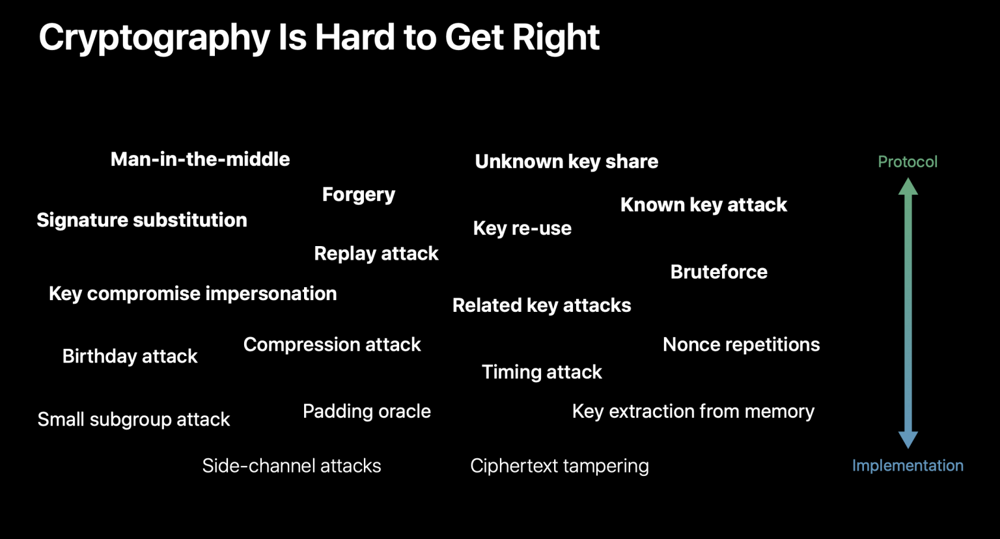 Cryptography Is Hard to Get Right
Man-in-the-middle
Unknown key share
Protocol
Forgery
Known key attack
Signature substitution
Key re-use
Replay attack
Bruteforce
Key compromise impersonation
Related key attacks
Compression attack
Nonce repetitions
Birthday attack
Timing attack
Small subgroup attack
Padding oracle
Key extraction from memory
Side-channel attacks
Ciphertext tampering
Implementation